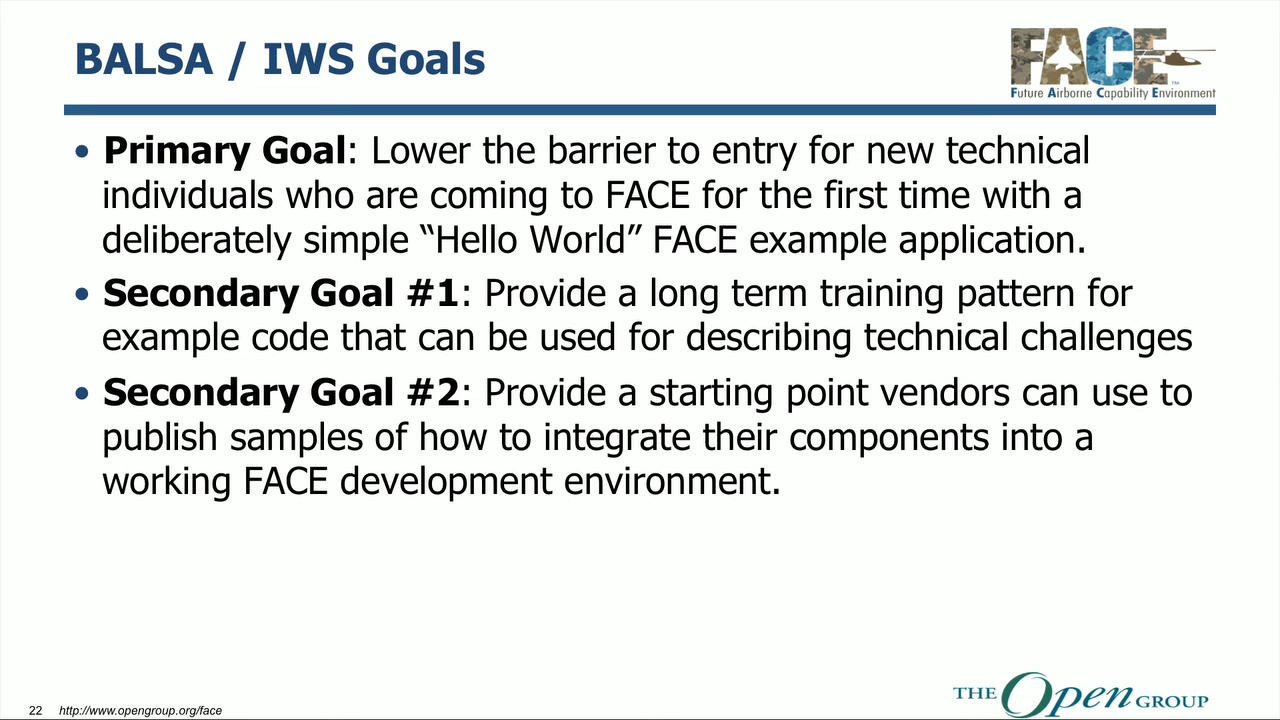 BALSA / IWS Goals
FACE™
Future Airborne Capability Environment
• Primary Goal: Lower the barrier to entry for new technical
individuals who are coming to FACE for the first time with a
deliberately simple “Hello World” FACE example application.
• Secondary Goal #1: Provide a long term training pattern for
example code that can be used for describing technical challenges
• Secondary Goal #2: Provide a starting point vendors can use to
publish samples of how to integrate their components into a
working FACE development environment.
22 http://www.opengroup.org/face
THE Open GROUP